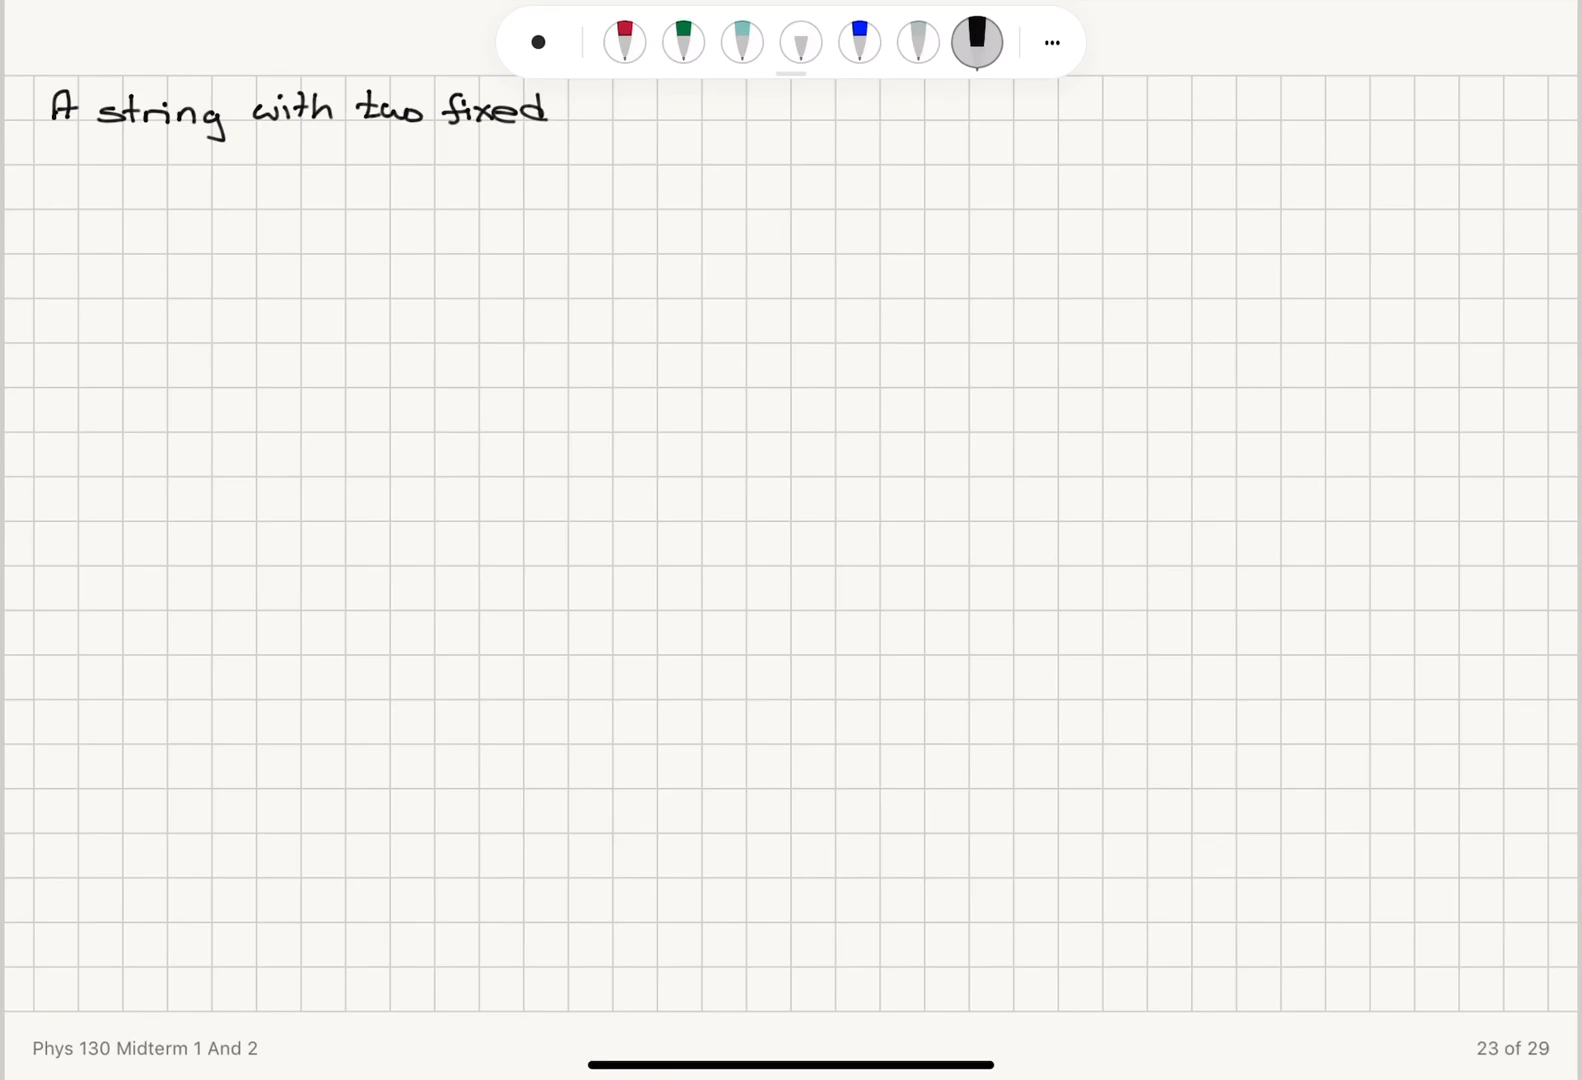 A string with two fixed
Phys 130 Midterm 1 And 2
23 of 29